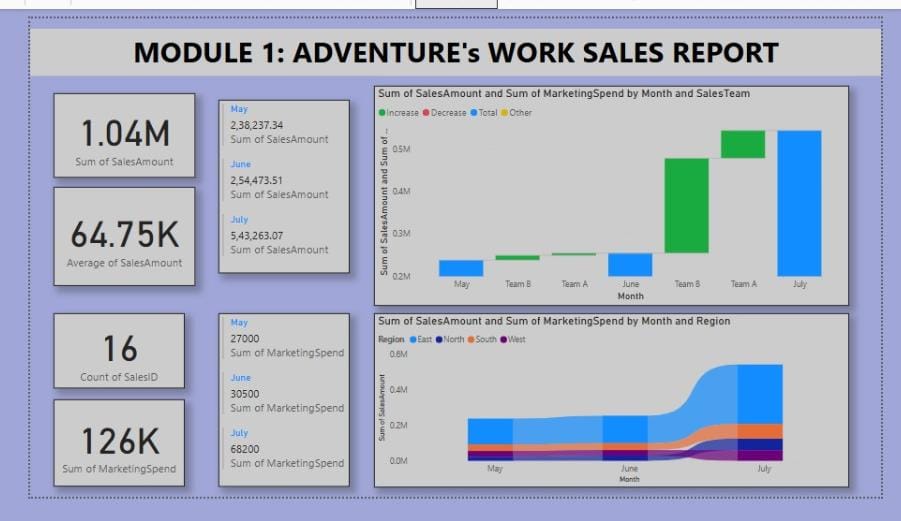 MODULE 1: ADVENTURE's WORK SALES REPORT
1.04M
Sum of SalesAmount
64.75K
Average of SalesAmount
May
2,38,237.34
Sum of SalesAmount
June
2,54,473.51
Sum of SalesAmount
July
5,43,263.07
Sum of SalesAmount
Sum of SalesAmount and Sum of MarketingSpend by Month and SalesTeam
Increase Decrease Total Other
Sum of SalesAmount and Sum of ...
0.5M
0.4M
0.3M
0.2M
May Team B Team A June Team B Team A July
Month
16
Count of SalesID
126K
Sum of MarketingSpend
May
27000
Sum of MarketingSpend
June
30500
Sum of MarketingSpend
July
68200
Sum of MarketingSpend
Sum of SalesAmount and Sum of MarketingSpend by Month and Region
Region East North South West
Sum of SalesAmount
0.6M
0.4M
0.2M
0.0M
May June July
Month